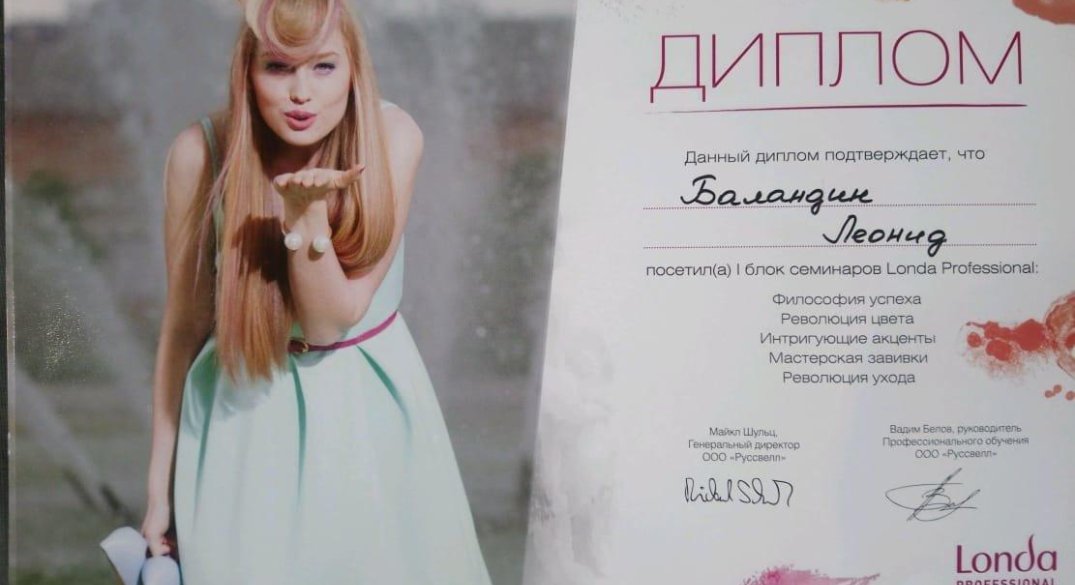 ДИПЛОМ
Данный диплом подтверждает, что
Баландин
Леонид
посетил(а) I блок семинаров Londa Professional:
Философия успеха
Революция цвета
Интригующие акценты
Мастерская завивки
Революция ухода
Майкл Шульц,
Генеральный директор
ООО «Руссвелл»
Вадим Белов, руководитель
Профессионального обучения
ООО «Руссвелл»
Londa
PROFESSIONAL